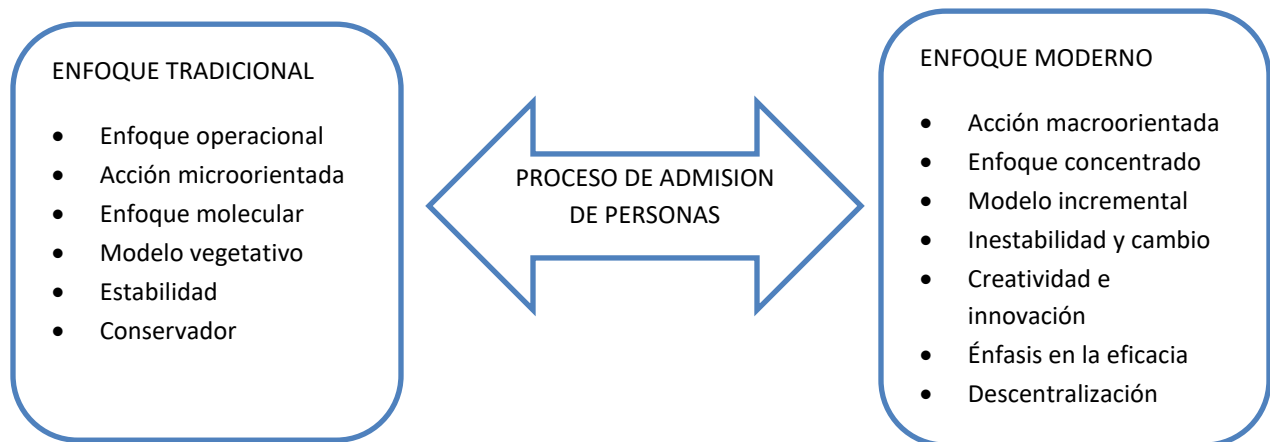 ENFOQUE TRADICIONAL
• Enfoque operacional
• Acción microorientada
• Enfoque molecular
• Modelo vegetativo
• Estabilidad
• Conservador
PROCESO DE ADMISION
DE PERSONAS
ENFOQUE MODERNO
• Acción macroorientada
• Enfoque concentrado
• Modelo incremental
• Inestabilidad y cambio
• Creatividad e
innovación
• Énfasis en la eficacia
• Descentralización